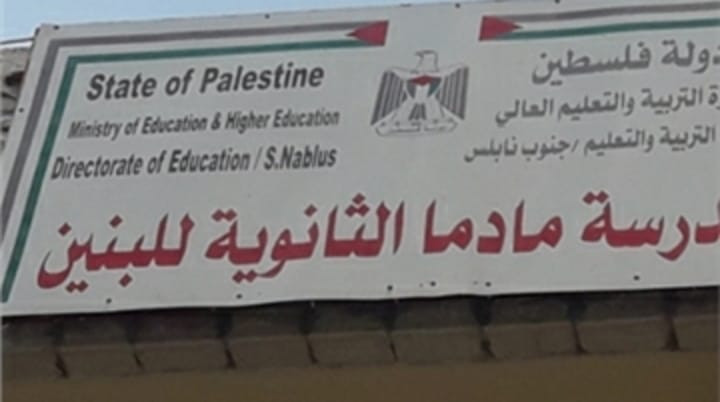 State of Palestine
Ministry of Education & Higher Education
Directorate of Education / S.Nablus
دولة فلسطين
التربية والتعليم العالي
التربية والتعليم / جنوب نابلس
مدرسة مادما الثانوية للبنين